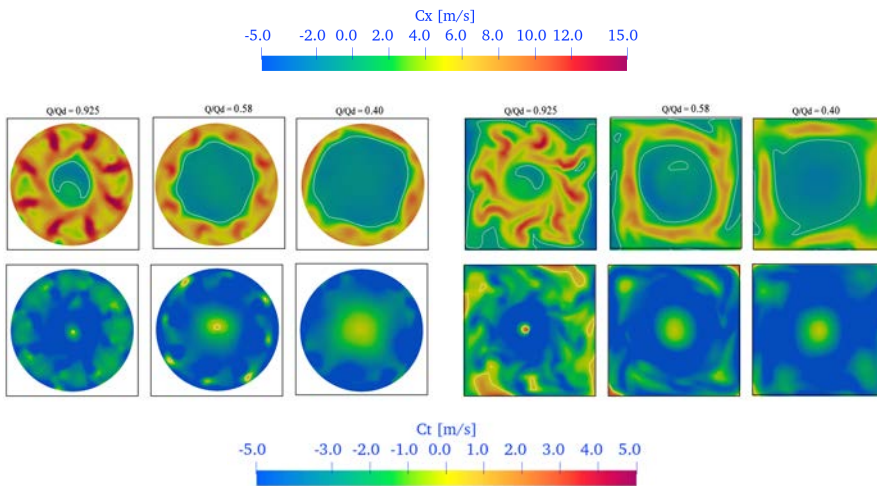 Cx [m/s]
-5.0 -2.0 0.0 2.0 4.0 6.0 8.0 10.0 12.0 15.0
Q/Qd = 0.925 Q/Qd = 0.58 Q/Qd = 0.40 Q/Qd = 0.925 Q/Qd = 0.58 Q/Qd = 0.40
Ct [m/s]
-5.0 -3.0 -2.0 -1.0 0.0 1.0 2.0 3.0 4.0 5.0